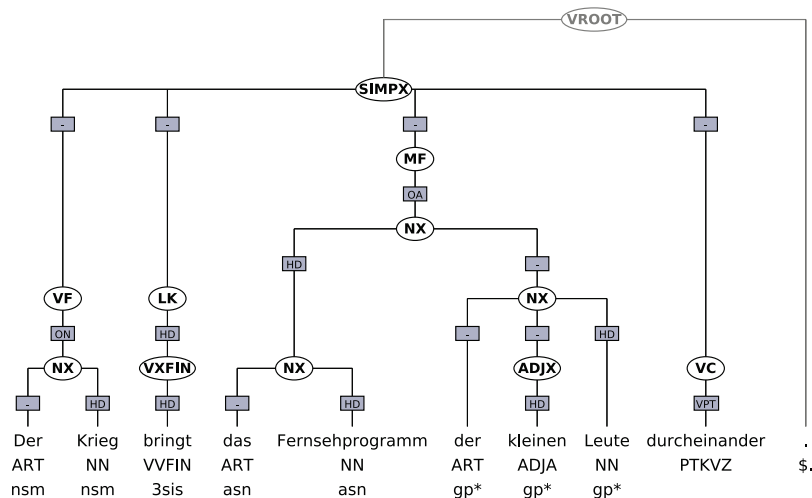 VROOT
SIMPX
- - - -
MF
OA
NX
HD -
VF LK NX
ON HD - - HD
NX VXFIN NX ADJX VC
- HD HD - HD HD VPT
Der Krieg bringt das Fernsehprogramm der kleinen Leute durcheinander .
ART NN VVFIN ART NN ART ADJA NN PTKVZ $.
nsm nsm 3sis asn asn gp* gp* gp*